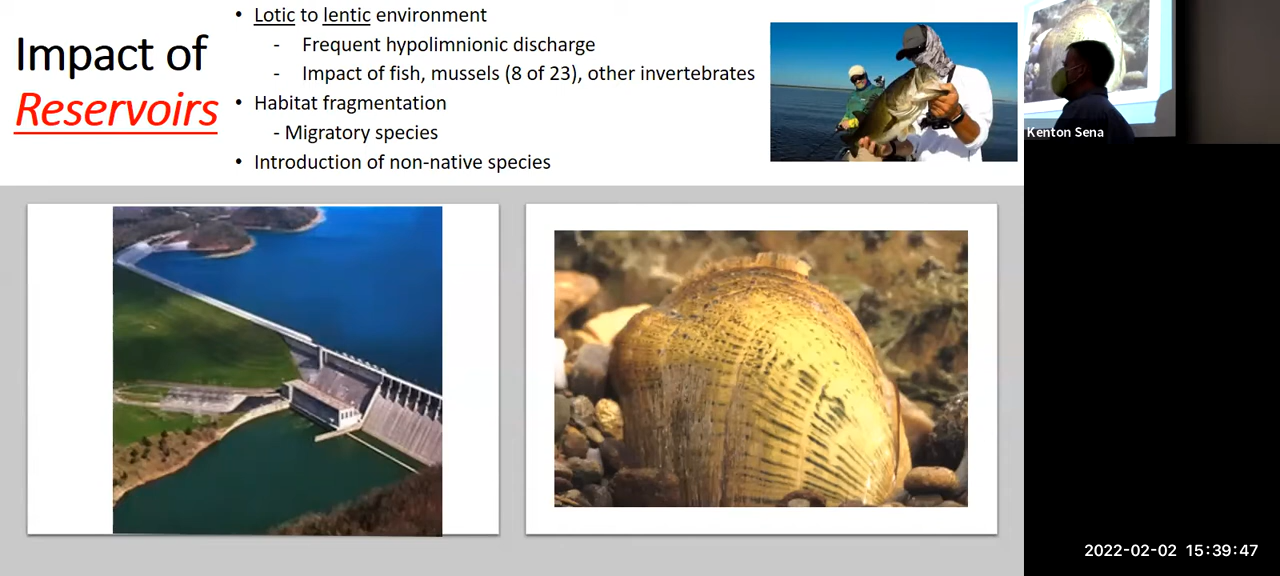 Impact of
Reservoirs
• Lotic to lentic environment
- Frequent hypolimnionic discharge
- Impact of fish, mussels (8 of 23), other invertebrates
• Habitat fragmentation
- Migratory species
• Introduction of non-native species
Kenton Sena
2022-02-02 15:39:47